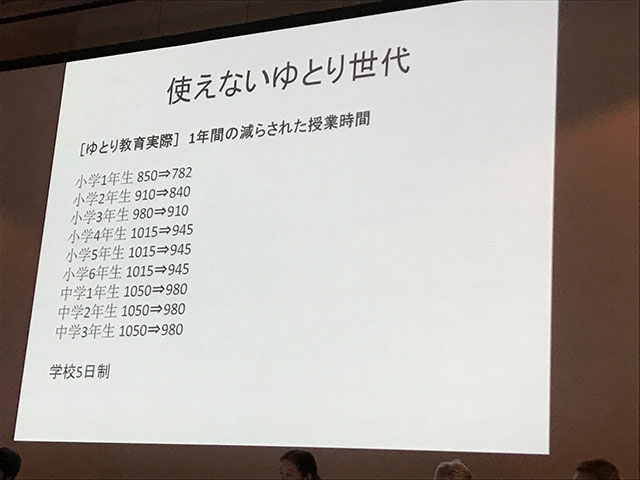 使えないゆとり世代
［ゆとり教育実際］1年間の減らされた授業時間
小学1年生 850⇒782
小学2年生 910⇒840
小学3年生 980⇒910
小学4年生 1015⇒945
小学5年生 1015⇒945
小学6年生 1015⇒945
中学1年生 1050⇒980
中学2年生 1050⇒980
中学3年生 1050⇒980
学校5日制